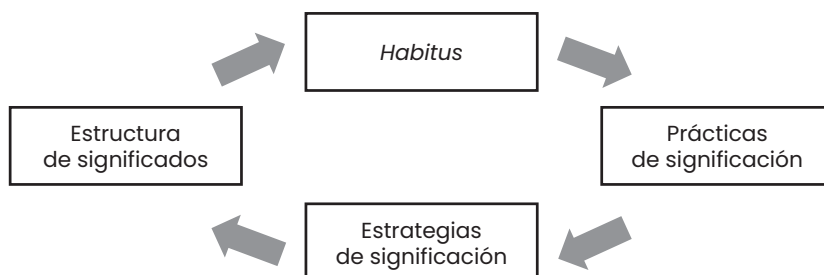 Habitus
Estructura
de significados
Prácticas
de significación
Estrategias
de significación